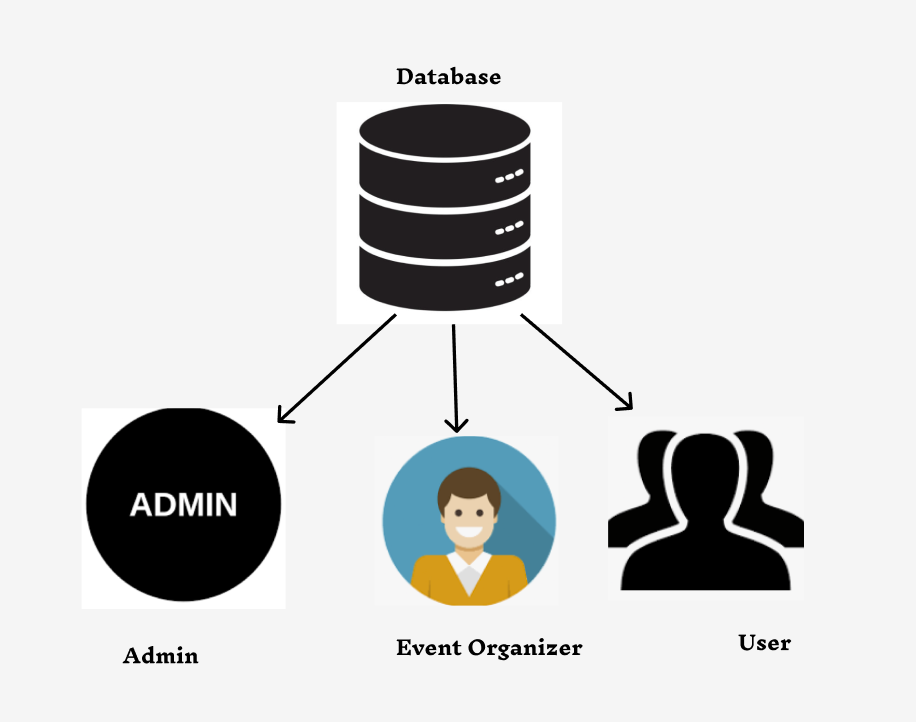 Database
ADMIN
Admin
Event Organizer
User